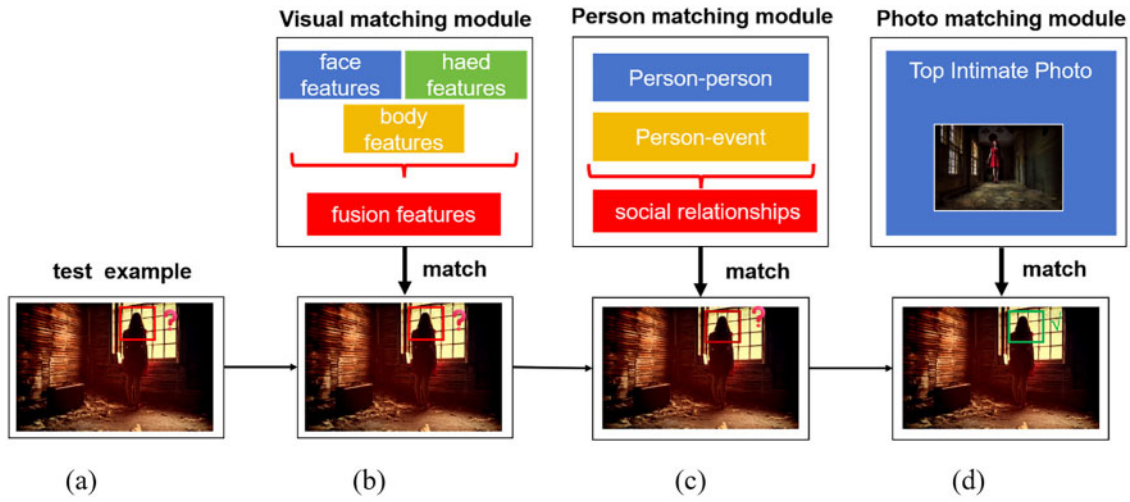 Visual matching module
face
features
haed
features
body
features
fusion features
Person matching module
Person-person
Person-event
social relationships
Photo matching module
Top Intimate Photo
test example
match
match
match
?
?
?
√
(a)
(b)
(c)
(d)